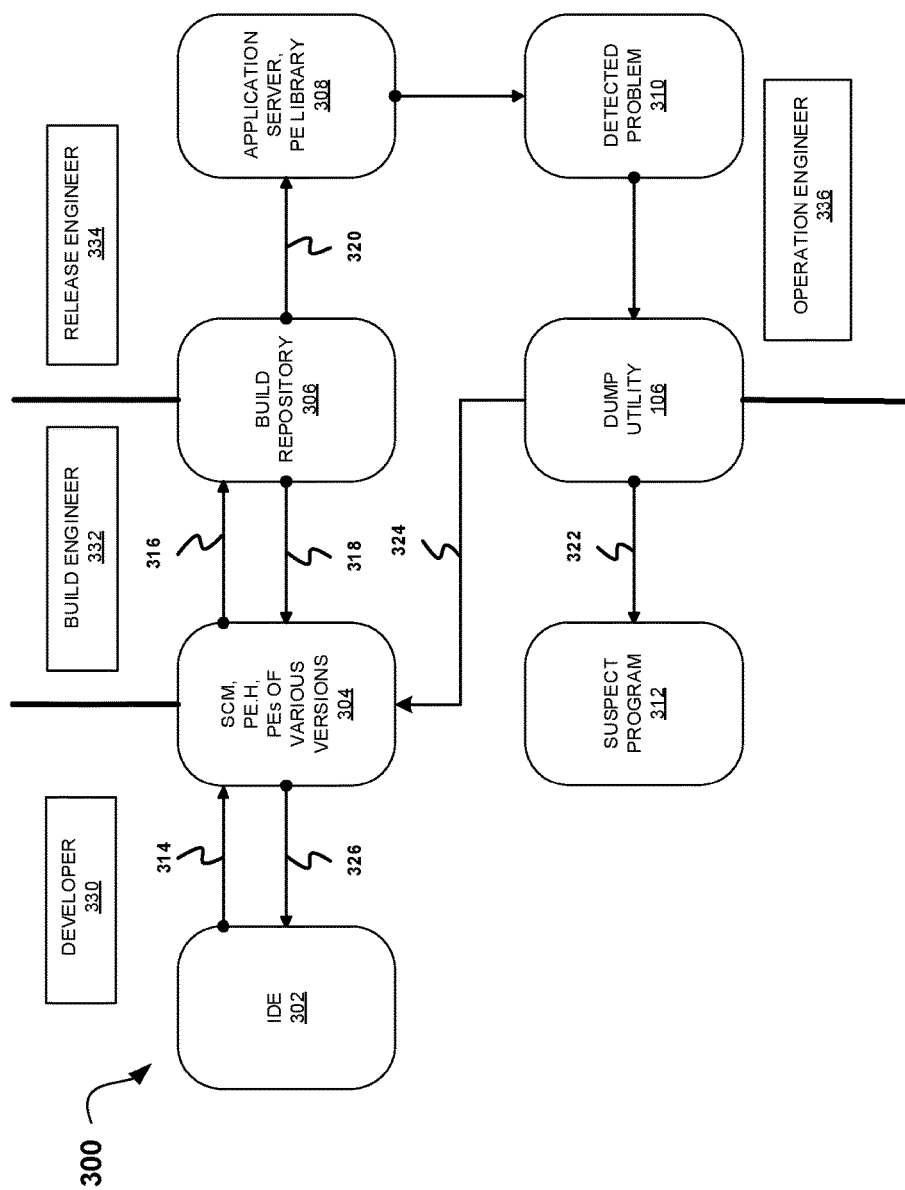 300
DEVELOPER
330
BUILD ENGINEER
332
RELEASE ENGINEER
334
IDE
302
314
326
SCM,
PE.H,
PEs OF
VARIOUS
VERSIONS
304
316
318
BUILD
REPOSITORY
306
320
APPLICATION
SERVER,
PE LIBRARY
308
324
SUSPECT
PROGRAM
312
322
DUMP
UTILITY
106
DETECTED
PROBLEM
310
OPERATION ENGINEER
336